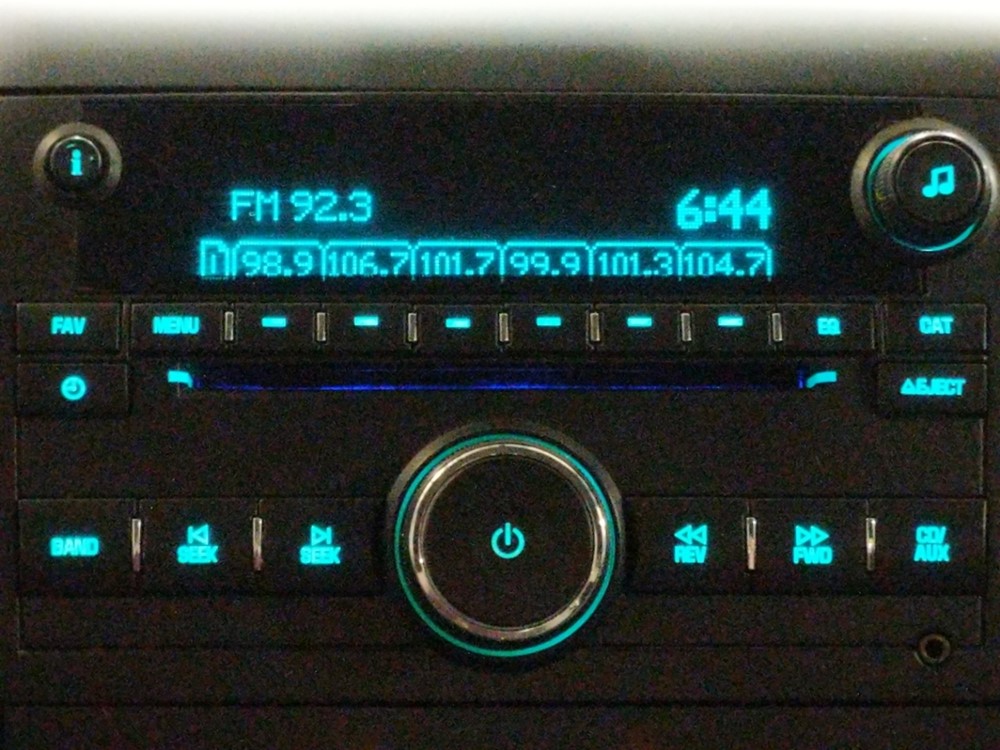 i
FM 92.3 6:44
1 98.9 106.7 101.7 99.9 101.3 104.7
FAV MENU EQ CAT
EJECT
BAND SEEK SEEK REV FWD CD/
AUX